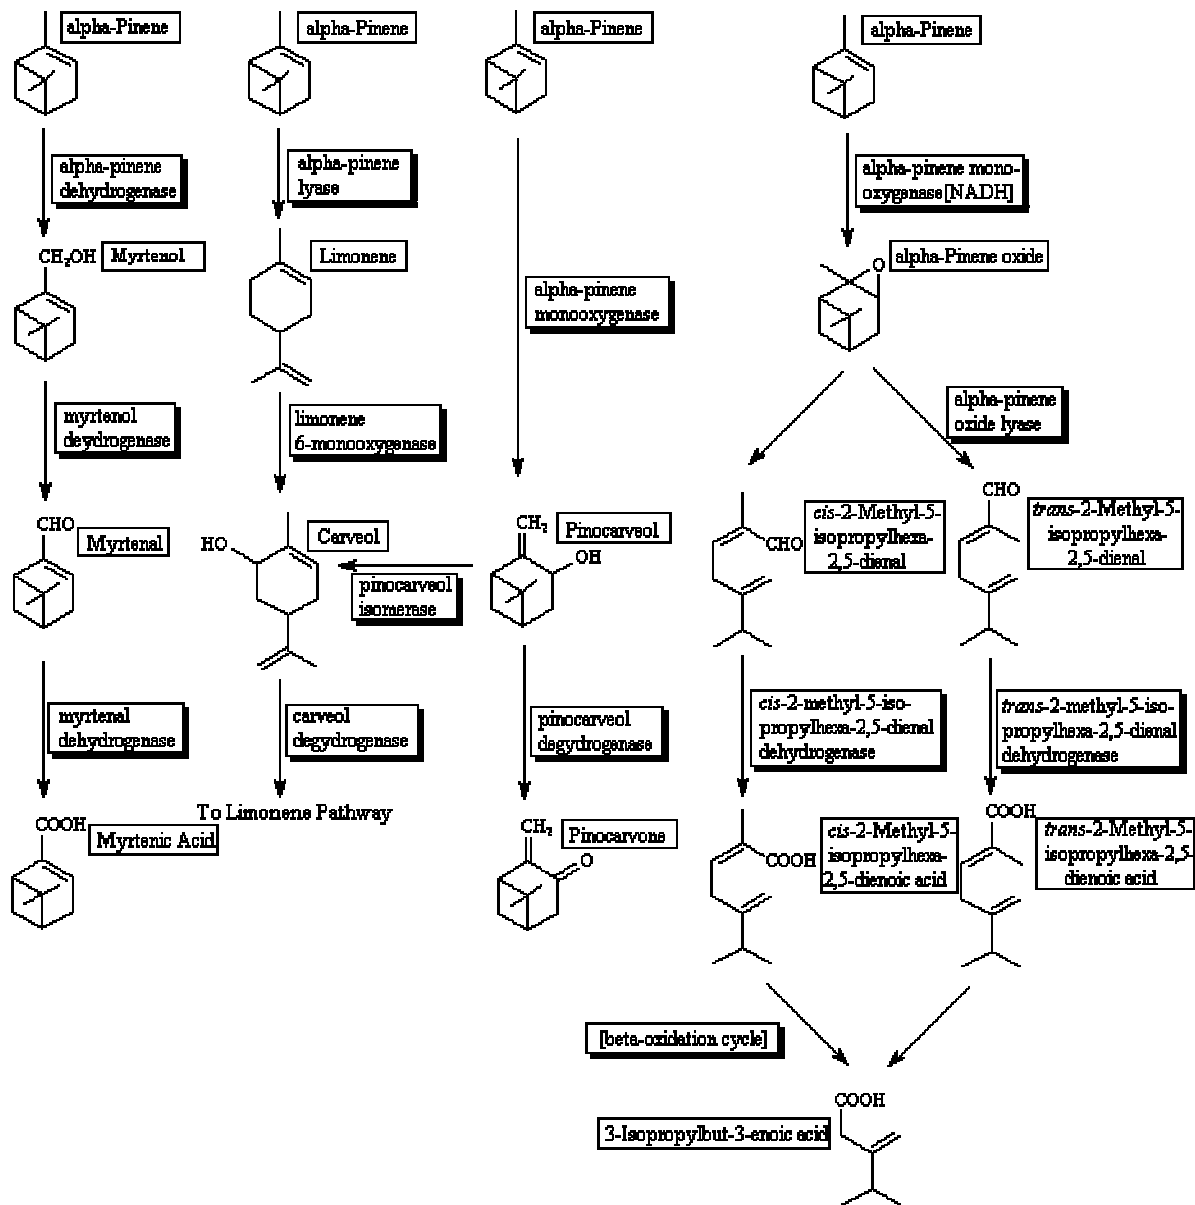 alpha-Pinene
alpha-Pinene
alpha-Pinene
alpha-Pinene
alpha-pinene
dehydrogenase
alpha-pinene
lyase
alpha-pinene mono-
oxygenase[NADH]
CH2OH
Myrtenol
Limonene
alpha-Pinene oxide
O
alpha-pinene
monooxygenase
myrtenol
deydrogenase
limonene
6-monooxygenase
alpha-pinene
oxide lyase
CHO
Myrtenal
HO
Carveol
CH2
Pinocarveol
OH
pinocarveol
isomerase
CHO
cis-2-Methyl-5-
isopropylhexa-
2,5-dienal
CHO
trans-2-Methyl-5-
isopropylhexa-
2,5-dienal
myrtenal
dehydrogenase
carveol
degydrogenase
pinocarveol
degydrogenase
cis-2-methyl-5-iso-
propylhexa-2,5-dienal
dehydrogenase
trans-2-methyl-5-iso-
propylhexa-2,5-dienal
dehydrogenase
To Limonene Pathway
COOH
Myrtenic Acid
CH2
Pinocarvone
O
COOH
cis-2-Methyl-5-
isopropylhexa-
2,5-dienoic acid
COOH
trans-2-Methyl-5-
isopropylhexa-2,5-
dienoic acid
[beta-oxidation cycle]
COOH
3-Isopropylbut-3-enoic acid